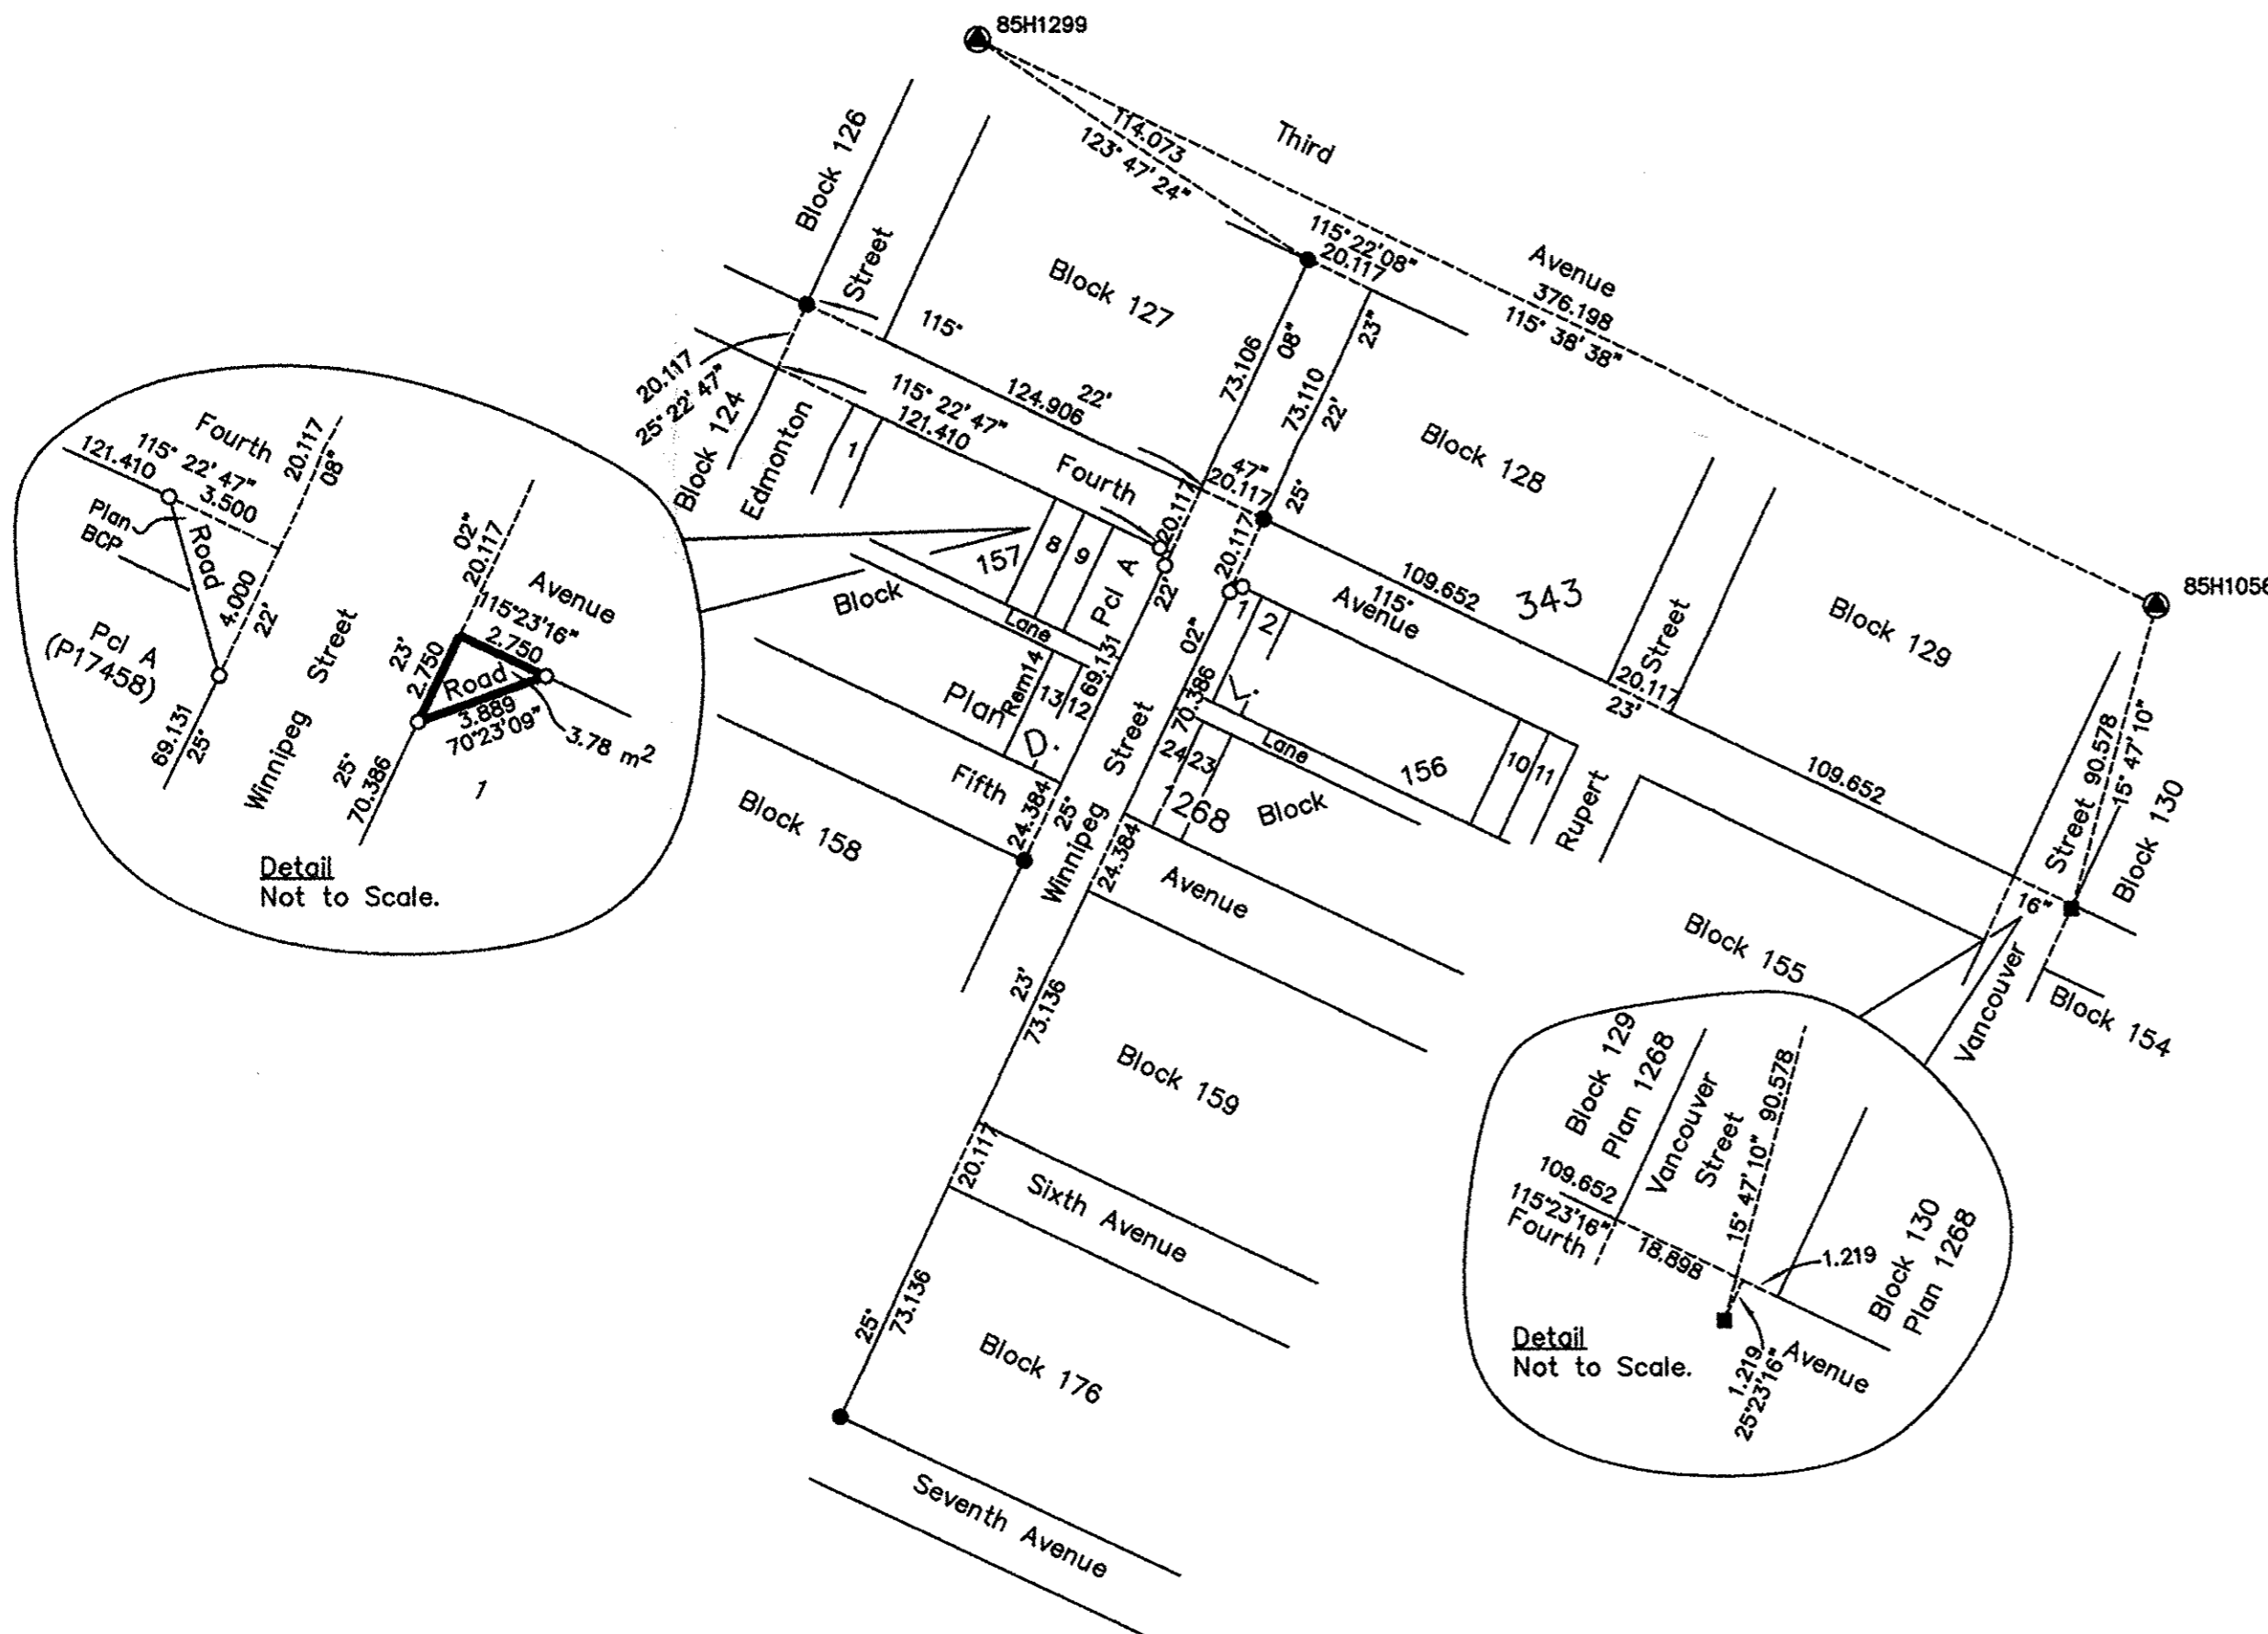 85H1299
Third
Avenue
114.073
123° 47' 24"
115° 22' 08"
20.117
376.198
115° 38' 38"
85H1056
Block 126
Street
Block 127
115°
22'
47"
124.906
20.117
25° 22' 47"
115° 22' 47"
121.410
Block 124
Edmonton
1
Fourth
73.106
08"
73.110
23"
22'
25°
Block 128
20.117
20.117
20.117
Block 129
343
109.652
Avenue
115°
23'
16"
Street
20.117
109.652
Street
90.578
15° 47' 10"
Block 130
157
8
9
Pcl A
22'
Block
Lane
69.131
Plan
Rem14
13
12
D.
L.
1
2
02"
70.386
24
23
Lane
156
10
11
1268
Block
Rupert
Fifth
24.384
25°
Street
Winnipeg
24.384
Avenue
Block 158
Block 155
Vancouver
Block 154
23'
73.136
Block 159
20.117
Sixth Avenue
25°
73.136
Block 176
Seventh Avenue
Fourth
115° 22' 47"
121.410
3.500
20.117
08"
Plan
BCP
Road
4.000
22'
Pcl A
(P17458)
69.131
25°
Winnipeg Street
02"
20.117
Avenue
115°23'16"
2.750
23'
2.750
Road
3.889
70°23'09"
3.78 m²
25°
70.386
1
Detail
Not to Scale.
Block 129
Plan 1268
Vancouver
Street
15° 47' 10" 90.578
109.652
115°23'16"
Fourth
18.898
1.219
Block 130
Plan 1268
1.219
25°23'16"
Avenue
Detail
Not to Scale.